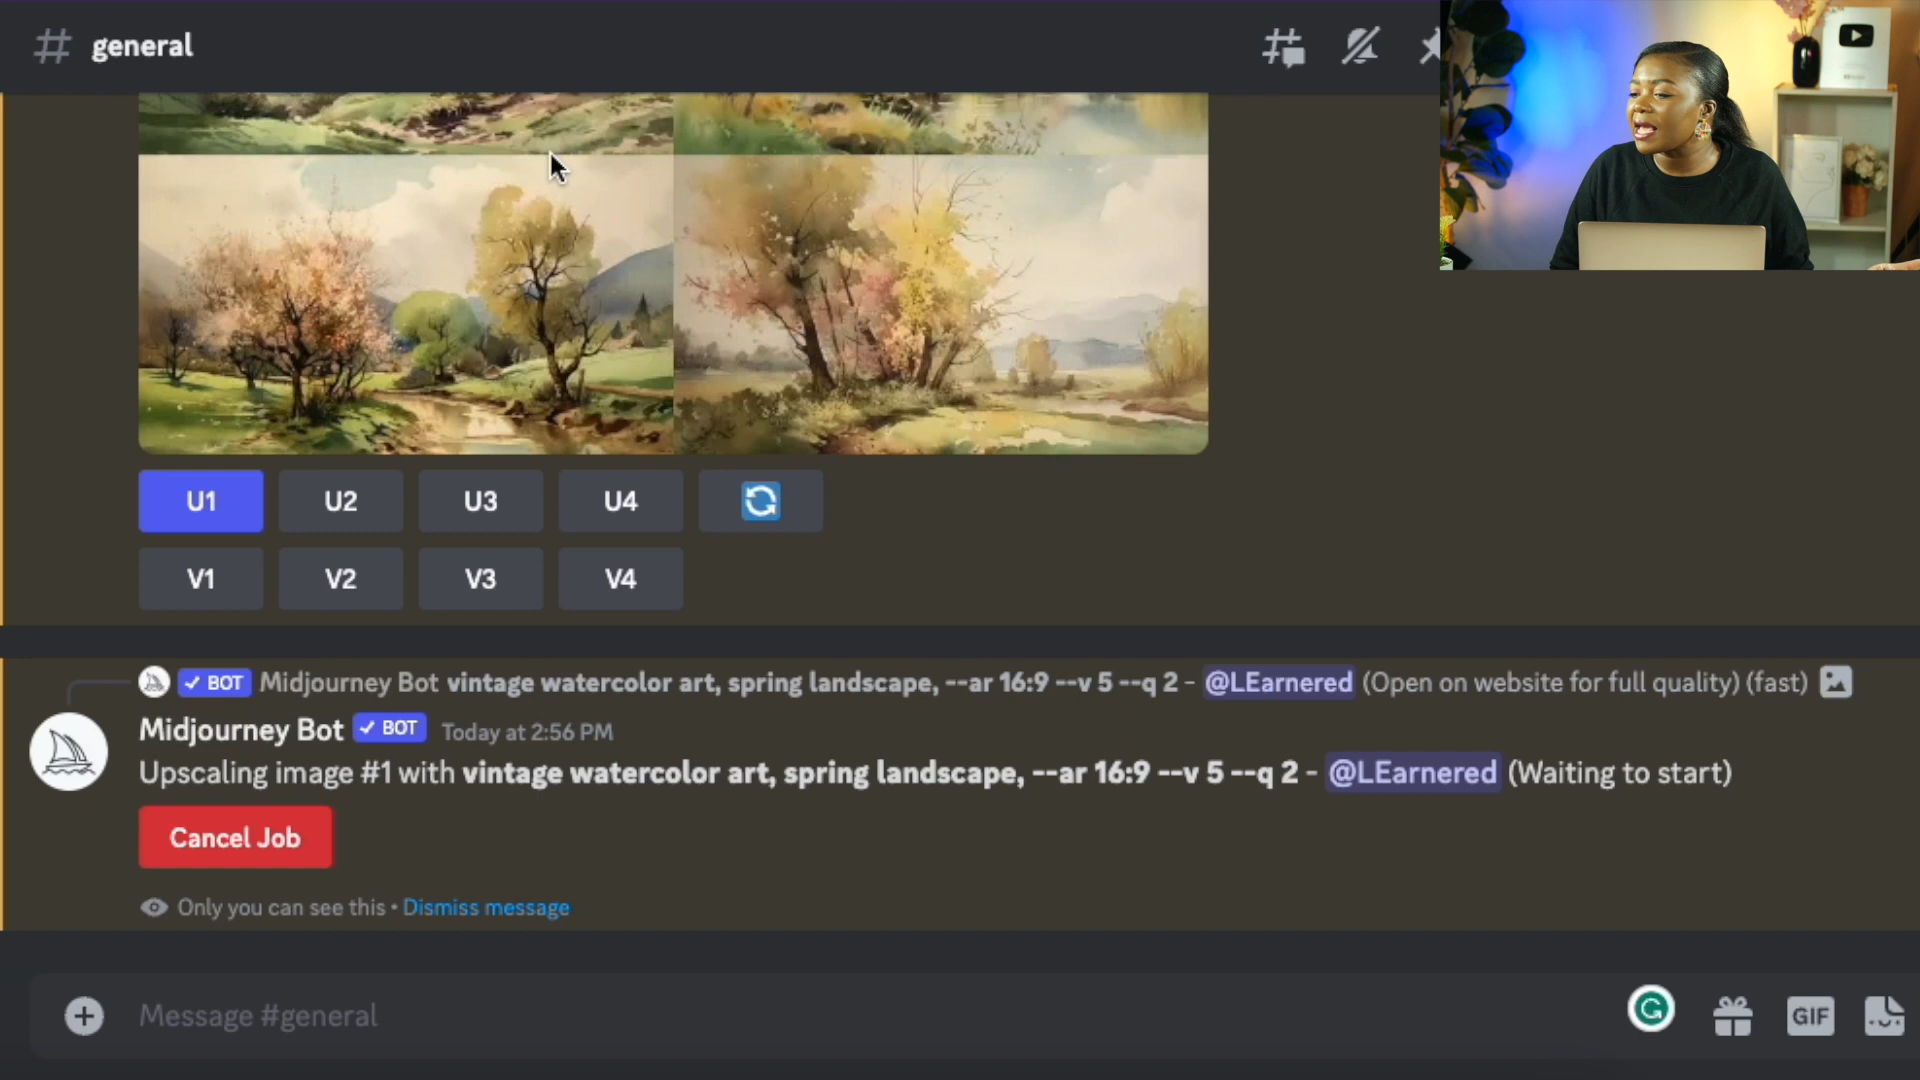 general
U1 U2 U3 U4
V1 V2 V3 V4
BOT Midjourney Bot vintage watercolor art, spring landscape, --ar 16:9 --v 5 --q 2 - @LEarnered (Open on website for full quality) (fast)
Midjourney Bot BOT Today at 2:56 PM
Upscaling image #1 with vintage watercolor art, spring landscape, --ar 16:9 --v 5 --q 2 - @LEarnered (Waiting to start)
Cancel Job
Only you can see this • Dismiss message
Message #general
GIF